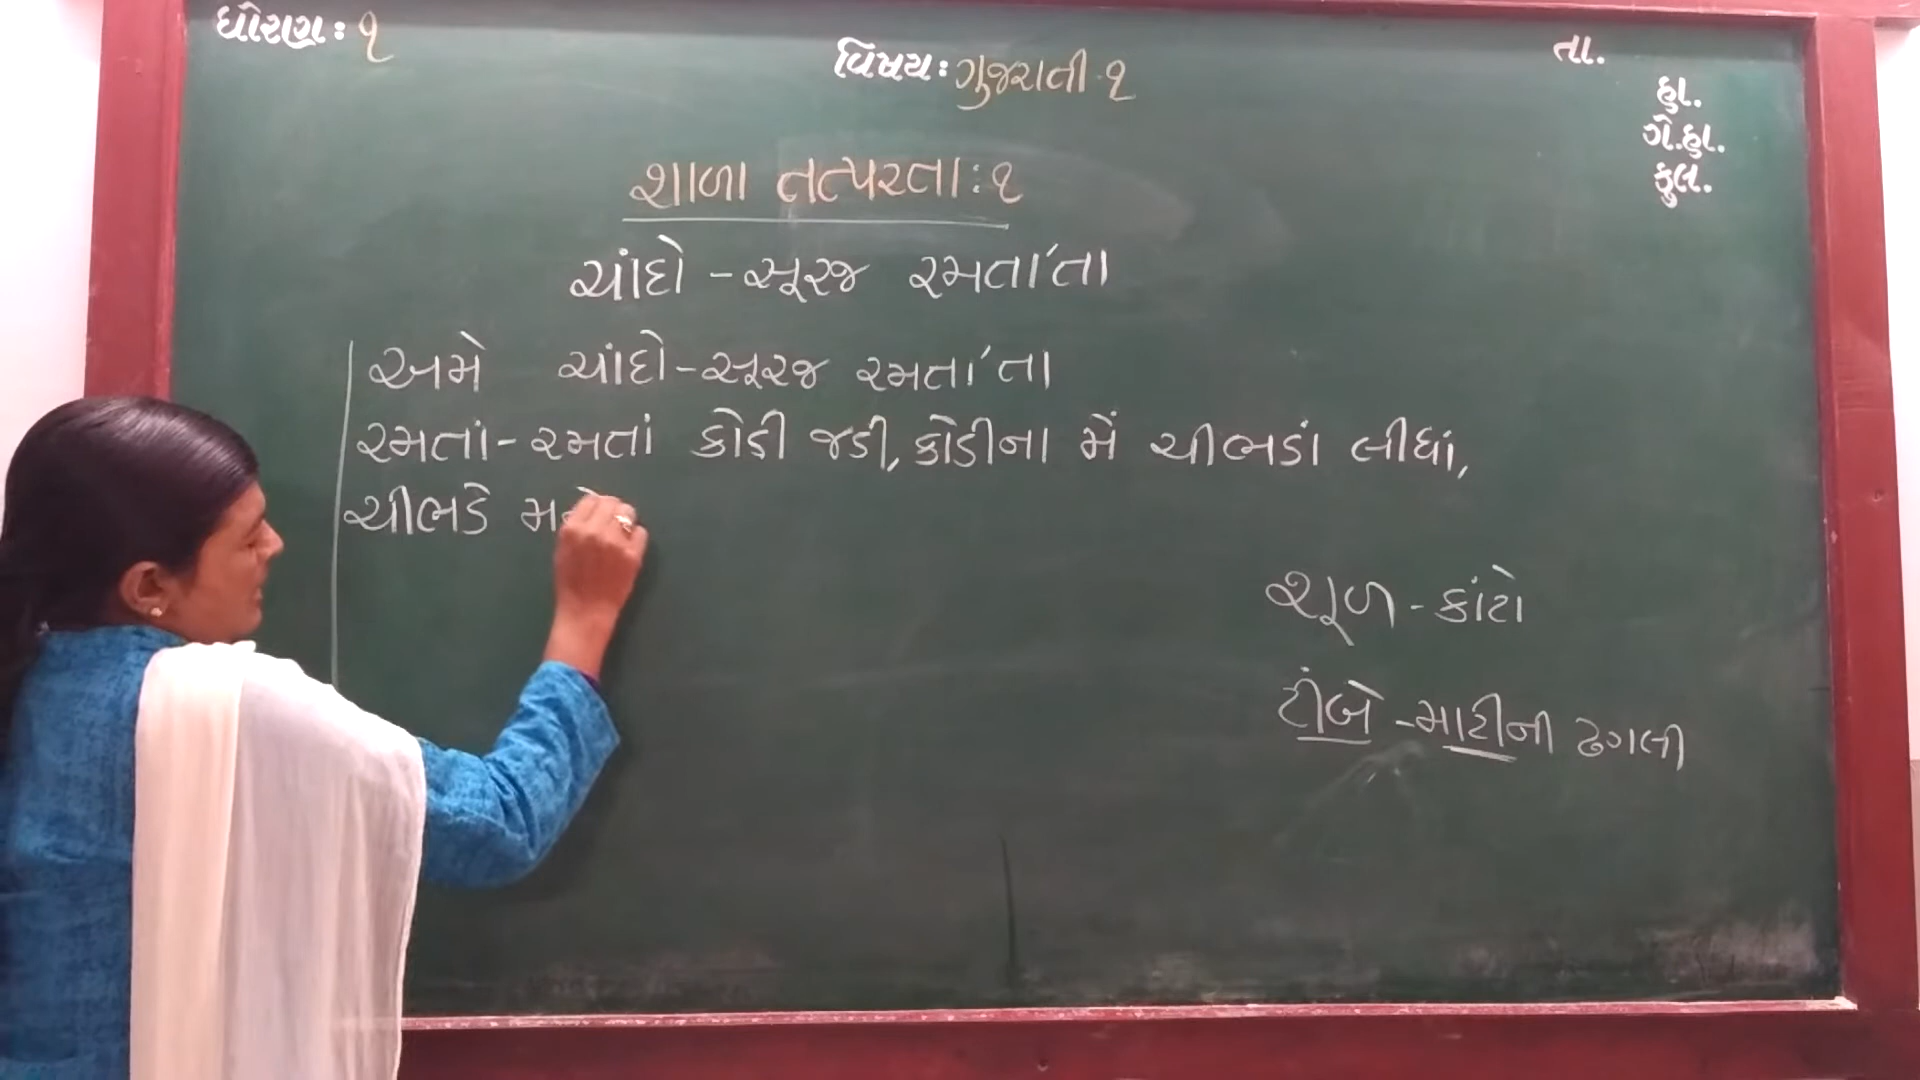 ધોરણ: ૧
વિષય: ગુજરાતી-૧
તા.
હા.
ગે.હા.
કુલ.
શાળા તત્પરતા: ૧
ચાંદો - સૂરજ રમતા'તા
અમે ચાંદો-સૂરજ રમતા'તા
રમતાં-રમતાં કોડી જડી, કોડીના મેં ચીભડાં લીધાં,
ચીભડે
શૂળ - કાંટો
ટીંબે - માટીની ઢગલી